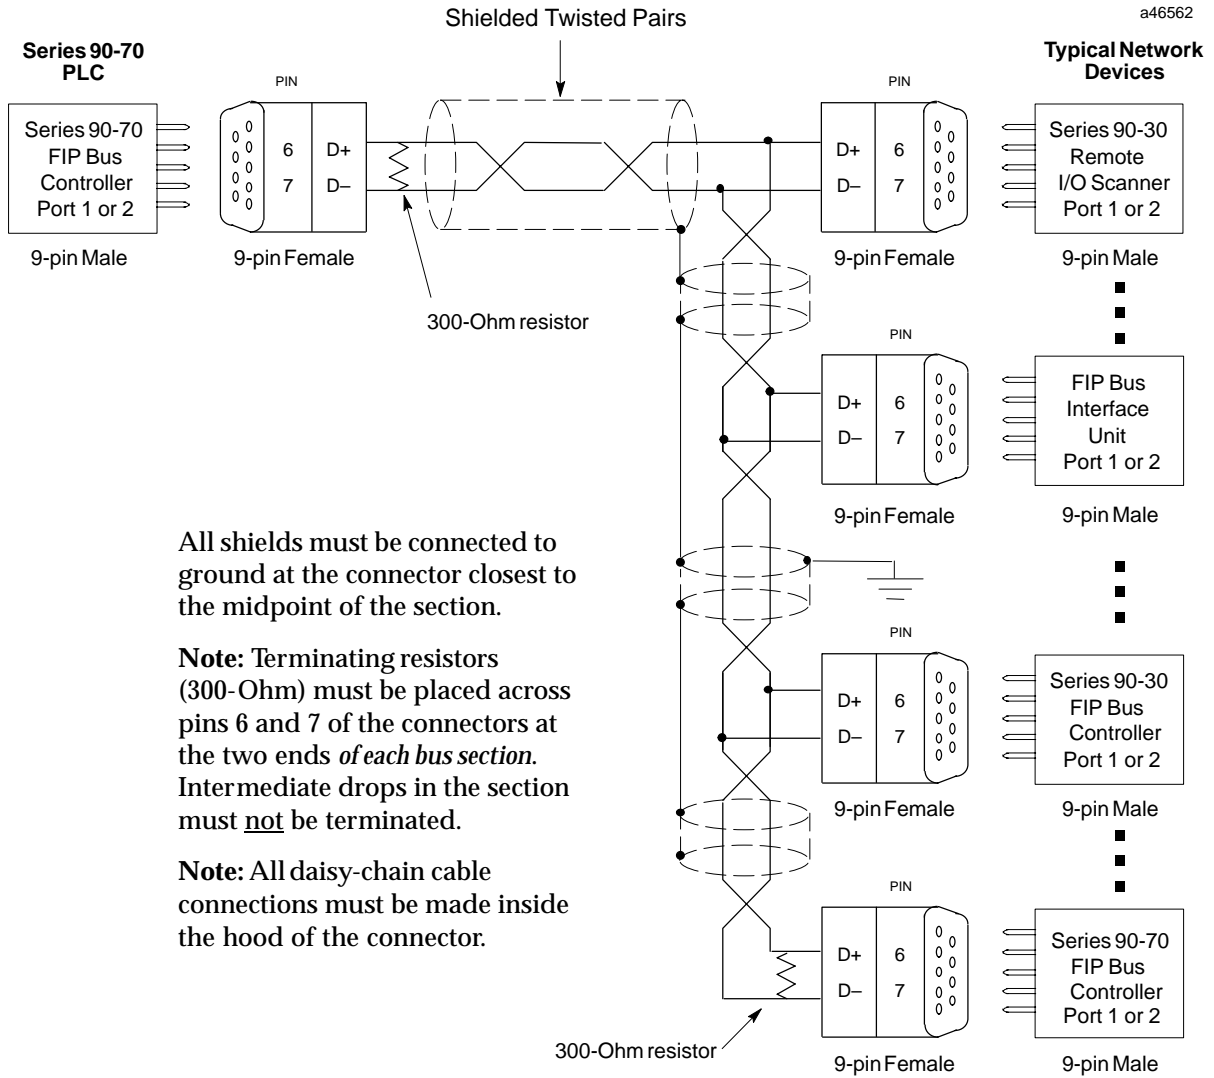 Shielded Twisted Pairs
a46562
Series 90-70
PLC
Typical Network
Devices
PIN
PIN
Series 90-70
FIP Bus
Controller
Port 1 or 2
6
D+
7
D–
D+
6
D–
7
Series 90-30
Remote
I/O Scanner
Port 1 or 2
9-pin Male
9-pin Female
9-pin Female
9-pin Male
300-Ohm resistor
PIN
D+
6
D–
7
FIP Bus
Interface
Unit
Port 1 or 2
9-pin Female
9-pin Male
All shields must be connected to
ground at the connector closest to
the midpoint of the section.
Note: Terminating resistors
(300-Ohm) must be placed across
pins 6 and 7 of the connectors at
the two ends of each bus section.
Intermediate drops in the section
must not be terminated.
Note: All daisy-chain cable
connections must be made inside
the hood of the connector.
PIN
D+
6
D–
7
Series 90-30
FIP Bus
Controller
Port 1 or 2
9-pin Female
9-pin Male
PIN
D+
6
D–
7
Series 90-70
FIP Bus
Controller
Port 1 or 2
300-Ohm resistor
9-pin Female
9-pin Male